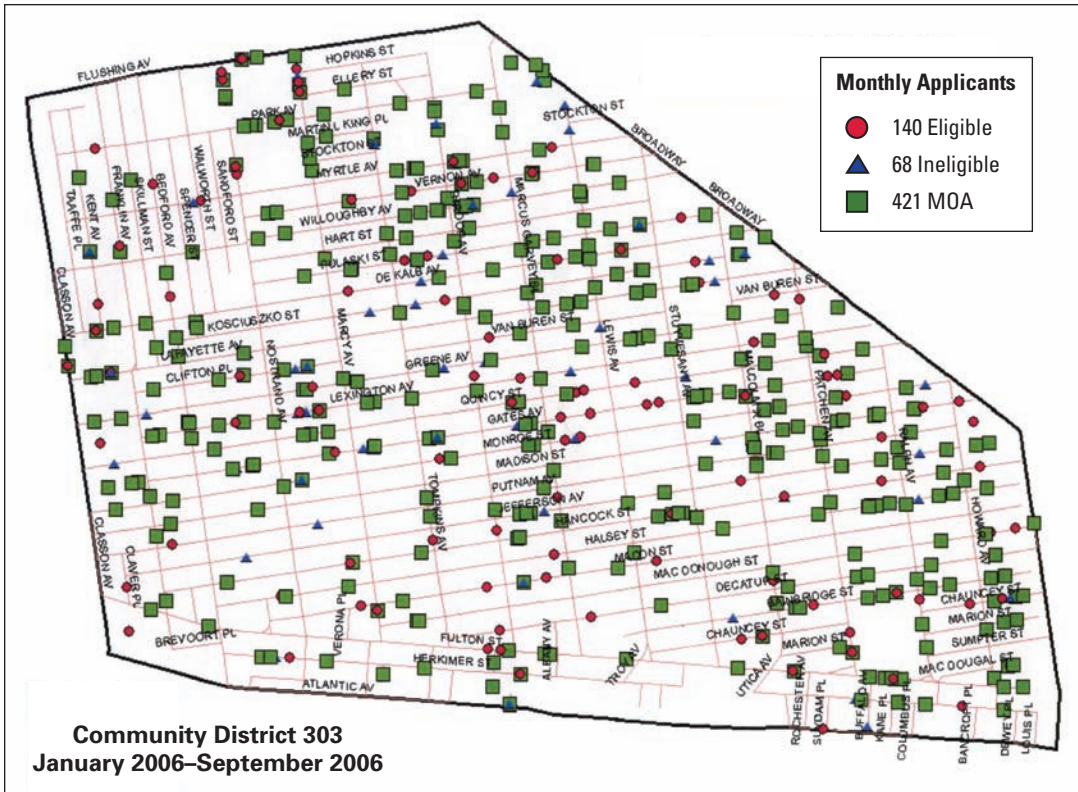 FLUSHING AV
HOPKINS ST
ELLERY ST
PARK AV
STOCKTON ST
BROADWAY
STOCKTON ST
MYRTLE AV
VERNON AV
BROADWAY
TAAFFE PL
KENT AV
FRANKLIN AV
SKILLMAN ST
BEDFORD AV
SPENCER ST
WALWORTH ST
SANDFORD ST
WILLOUGHBY AV
HART ST
PULASKI ST
DE KALB AV
MARCUS GARVEY BL
CLASSON AV
KOSCIUSZKO ST
VAN BUREN ST
VAN BUREN ST
LAFAYETTE AV
CLIFTON PL
NOSTRAND AV
MARCY AV
GREENE AV
LEWIS AV
STUYVESANT AV
MALCOLM X BL
PATCHEN AV
LEXINGTON AV
QUINCY ST
GATES AV
MONROE ST
MADISON ST
PUTNAM AV
JEFFERSON AV
HANCOCK ST
HALSEY ST
MACON ST
MAC DONOUGH ST
DECATUR ST
BAINBRIDGE ST
CHAUNCEY ST
TOMPKINS AV
RALPH AV
HOWARD AV
CLASSON AV
CLAVER PL
BREVOORT PL
VERONA PL
FULTON ST
HERKIMER ST
ATLANTIC AV
ALBANY AV
TROY AV
UTICA AV
CHAUNCEY ST
MARION ST
MARION ST
SUMPTER ST
MAC DOUGAL ST
ROCHESTER AV
SUYDAM PL
BUFFALO AV
KANE PL
COLUMBUS PL
BANCROFT PL
DEWEY PL
LOUIS PL
Monthly Applicants
140 Eligible
68 Ineligible
421 MOA
Community District 303
January 2006–September 2006